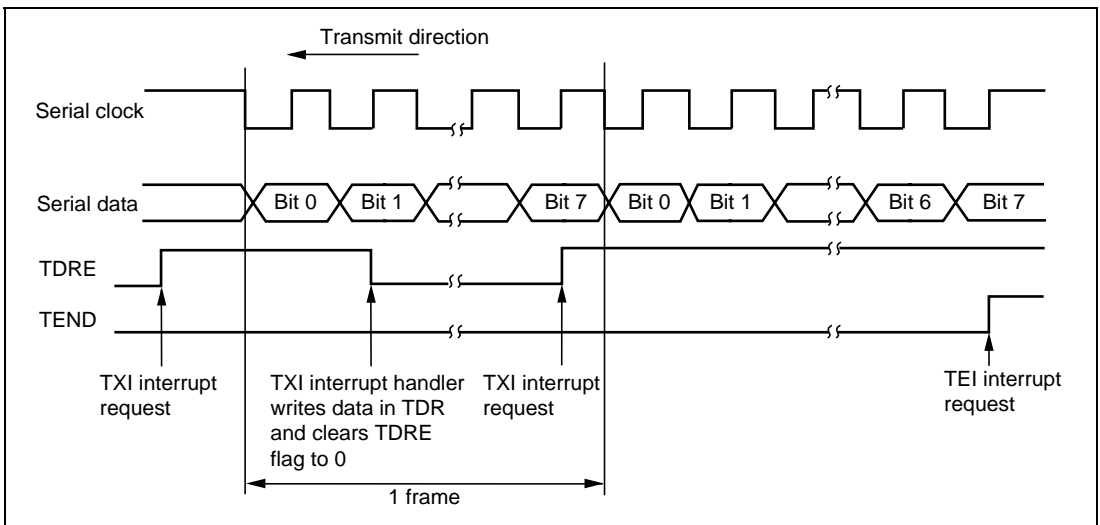 Transmit direction
Serial clock
Serial data
Bit 0
Bit 1
Bit 7
Bit 0
Bit 1
Bit 6
Bit 7
TDRE
TEND
TXI interrupt
request
TXI interrupt handler
writes data in TDR
and clears TDRE
flag to 0
TXI interrupt
request
TEI interrupt
request
1 frame